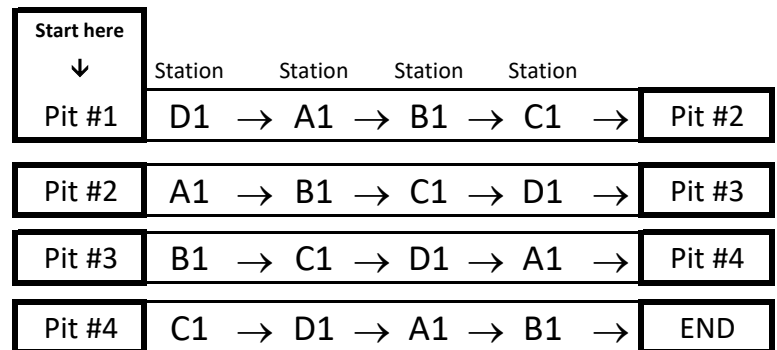 Start here
↓ Station Station Station Station
Pit #1 D1 → A1 → B1 → C1 → Pit #2
Pit #2 A1 → B1 → C1 → D1 → Pit #3
Pit #3 B1 → C1 → D1 → A1 → Pit #4
Pit #4 C1 → D1 → A1 → B1 → END